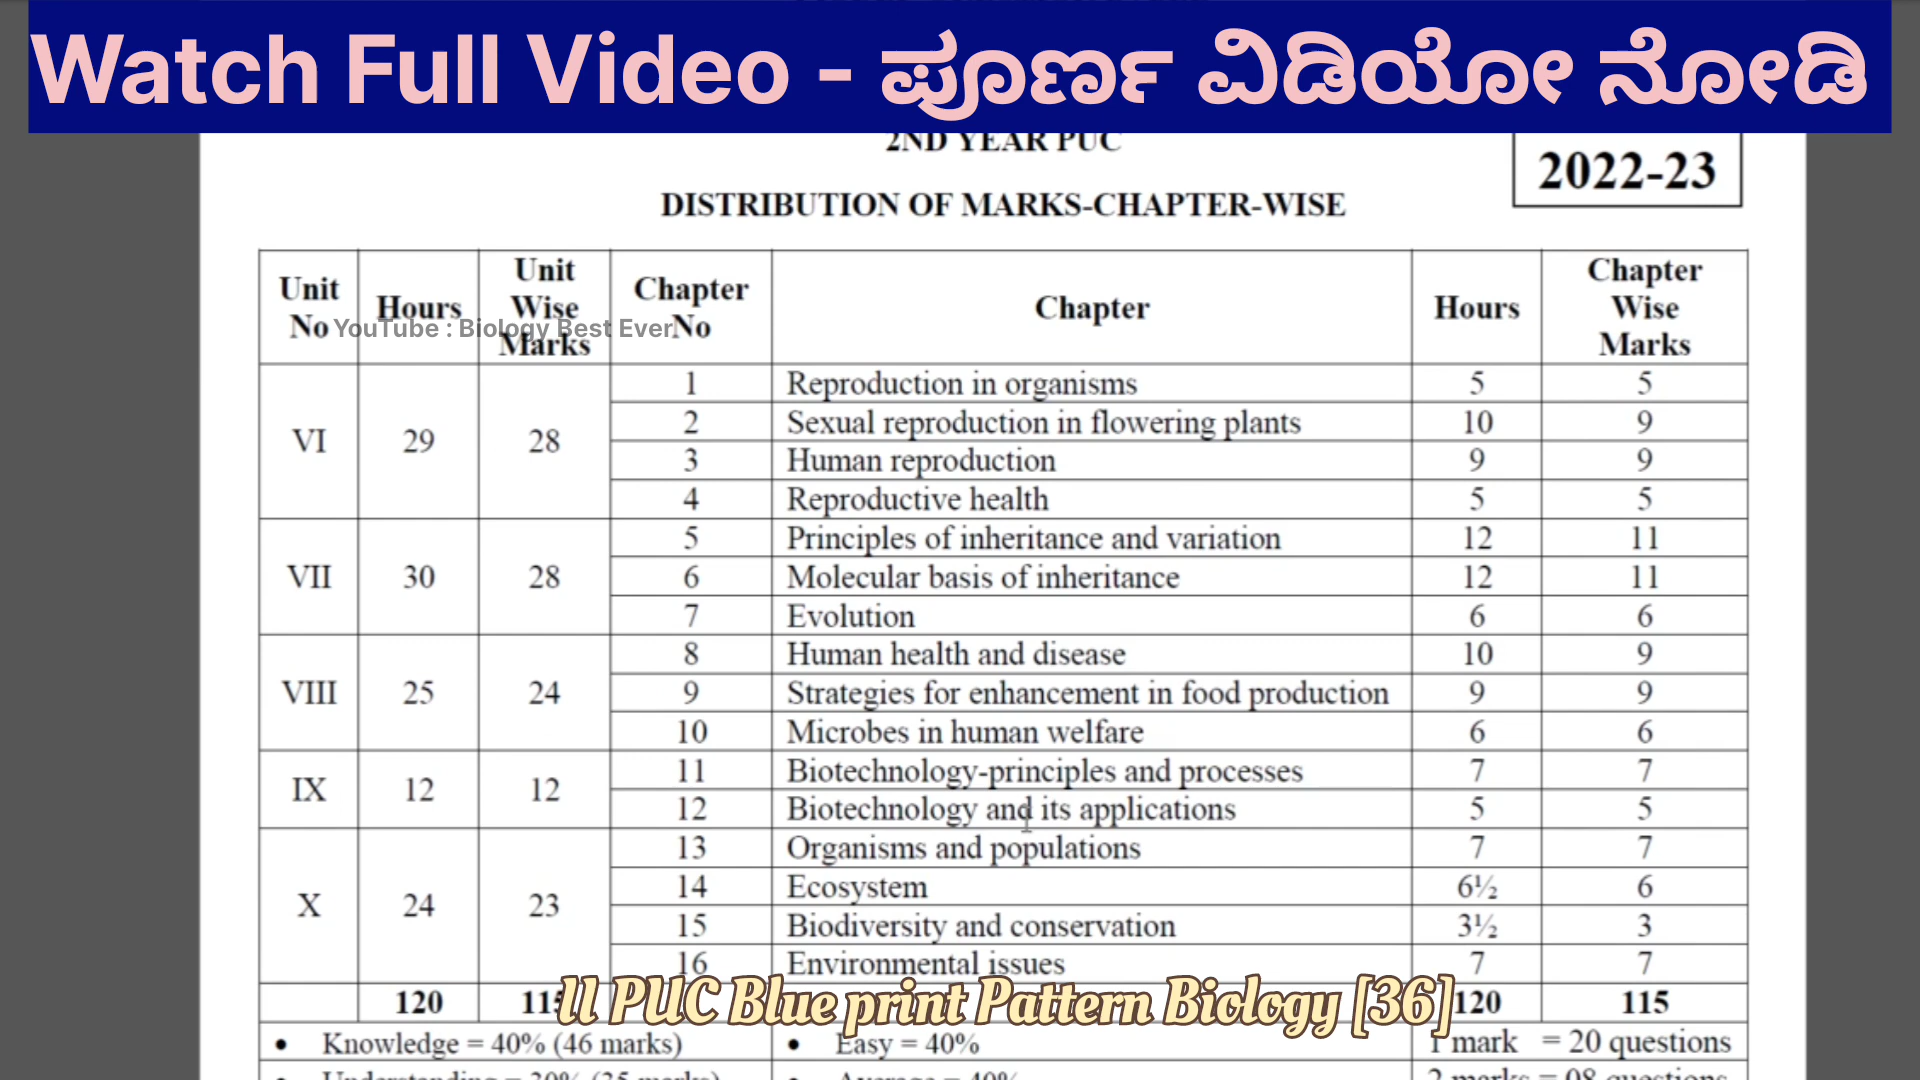 Watch Full Video - ಪೂರ್ಣ ವಿಡಿಯೋ ನೋಡಿ
2ND YEAR PUC
2022-23
DISTRIBUTION OF MARKS-CHAPTER-WISE
Unit No Hours Unit Wise Marks Chapter No Chapter Hours Chapter Wise Marks
YouTube : Biology Best Ever
VI 29 28
1 Reproduction in organisms 5 5
2 Sexual reproduction in flowering plants 10 9
3 Human reproduction 9 9
4 Reproductive health 5 5
VII 30 28
5 Principles of inheritance and variation 12 11
6 Molecular basis of inheritance 12 11
7 Evolution 6 6
VIII 25 24
8 Human health and disease 10 9
9 Strategies for enhancement in food production 9 9
10 Microbes in human welfare 6 6
IX 12 12
11 Biotechnology-principles and processes 7 7
12 Biotechnology and its applications 5 5
X 24 23
13 Organisms and populations 7 7
14 Ecosystem 6½ 6
15 Biodiversity and conservation 3½ 3
16 Environmental issues 7 7
120 115 120 115
II PUC Blue print Pattern Biology [36]
• Knowledge = 40% (46 marks) • Easy = 40% 1 mark = 20 questions